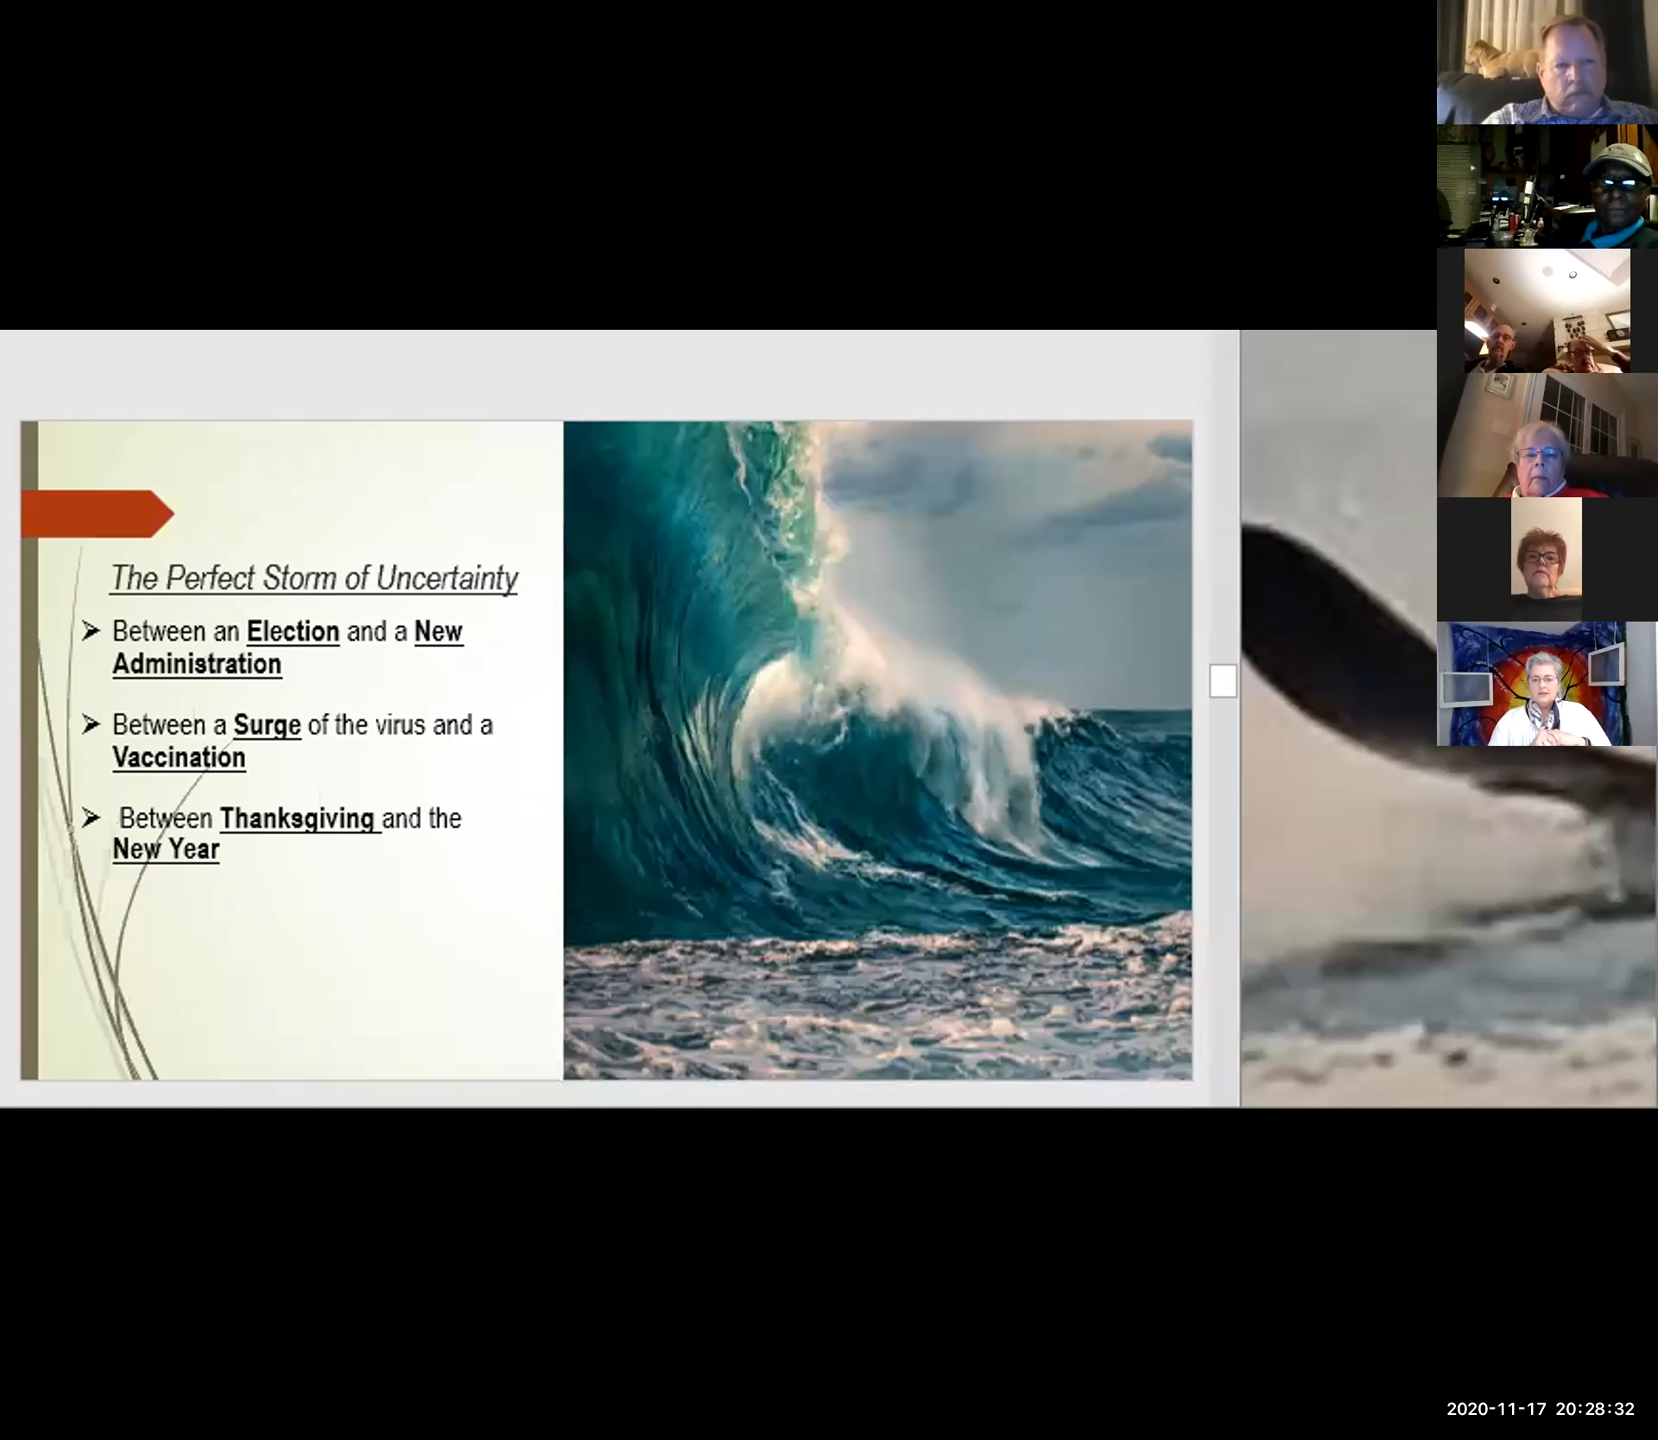 The Perfect Storm of Uncertainty
➢ Between an Election and a New
Administration
➢ Between a Surge of the virus and a
Vaccination
➢ Between Thanksgiving and the
New Year
2020-11-17 20:28:32